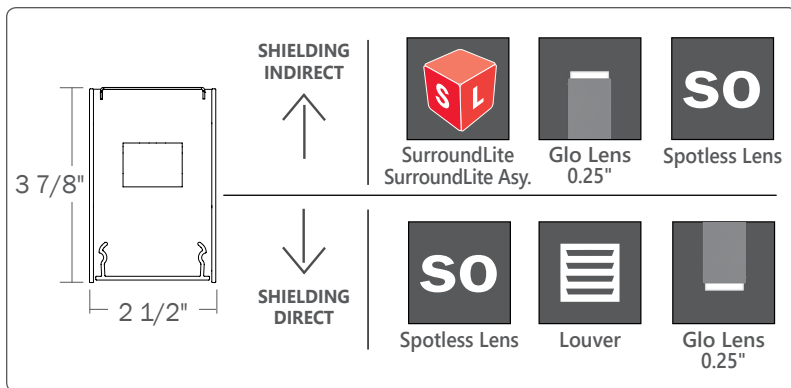 SHIELDING
INDIRECT
S L
SO
SurroundLite
SurroundLite Asy.
Glo Lens
0.25"
Spotless Lens
3 7/8"
2 1/2"
SHIELDING
DIRECT
SO
Spotless Lens
Louver
Glo Lens
0.25"